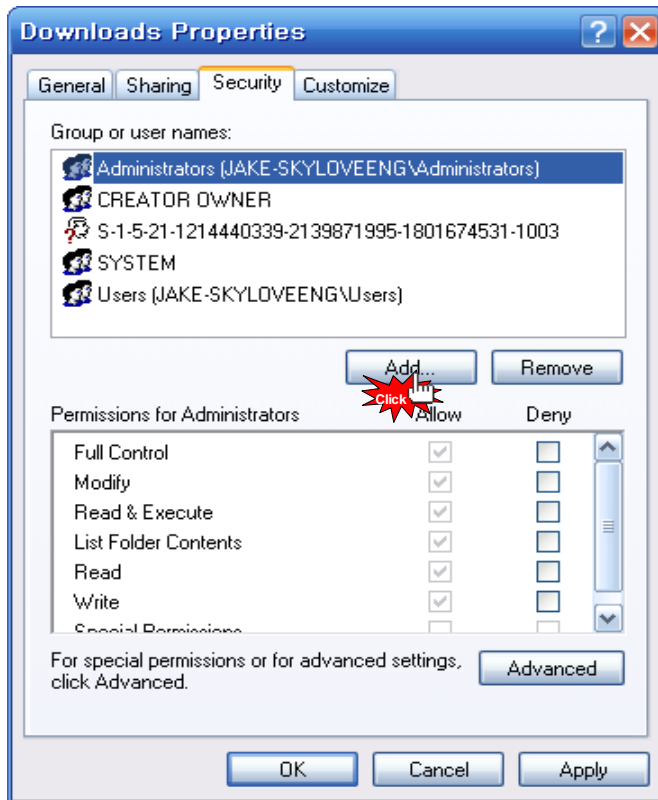 Downloads Properties
General Sharing Security Customize
Group or user names:
Administrators (JAKE-SKYLOVEENG\Administrators)
CREATOR OWNER
S-1-5-21-1214440339-2139871995-1801674531-1003
SYSTEM
Users (JAKE-SKYLOVEENG\Users)
Add... Remove
Click
Permissions for Administrators Allow Deny
Full Control
Modify
Read & Execute
List Folder Contents
Read
Write
Special Permissions
For special permissions or for advanced settings,
click Advanced.
Advanced
OK Cancel Apply